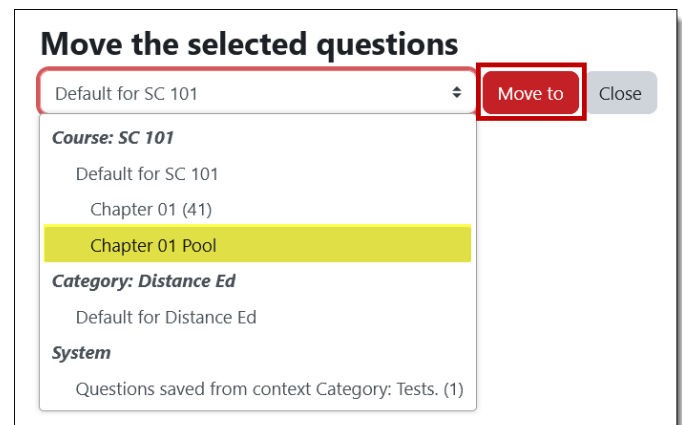 Move the selected questions
Default for SC 101 Move to Close
Course: SC 101
Default for SC 101
Chapter 01 (41)
Chapter 01 Pool
Category: Distance Ed
Default for Distance Ed
System
Questions saved from context Category: Tests. (1)